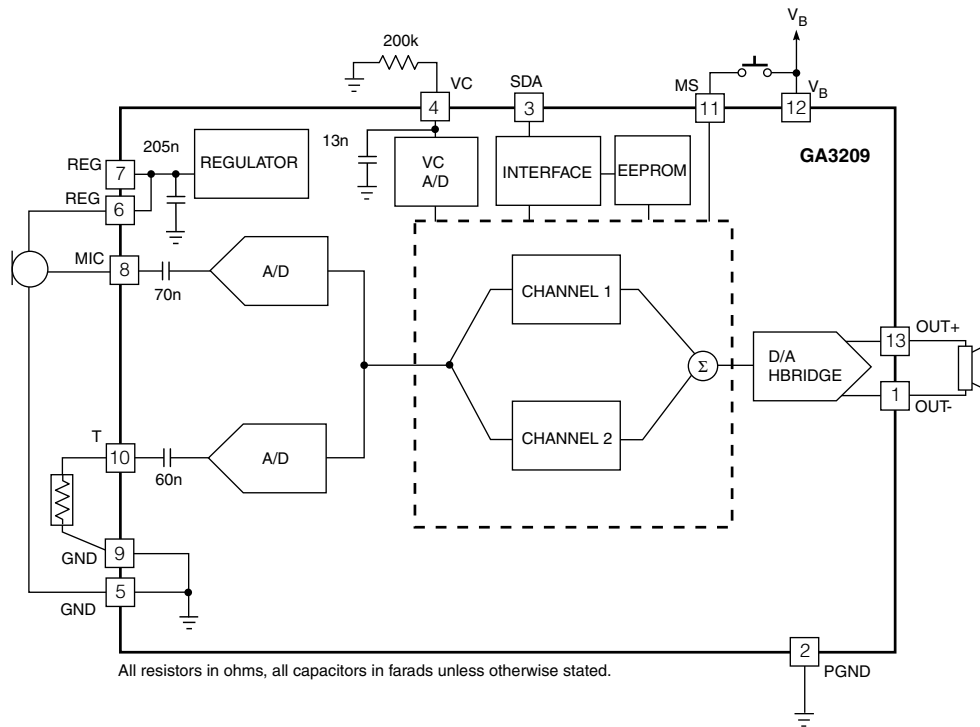 V_B
200k
VC
SDA
MS
V_B
4
3
11
12
GA3209
13n
205n
REGULATOR
VC
A/D
INTERFACE
EEPROM
REG
7
REG
6
MIC
8
70n
A/D
CHANNEL 1
OUT+
13
D/A
HBRIDGE
Σ
1
OUT-
CHANNEL 2
T
10
60n
A/D
GND
9
5
GND
2
PGND
All resistors in ohms, all capacitors in farads unless otherwise stated.